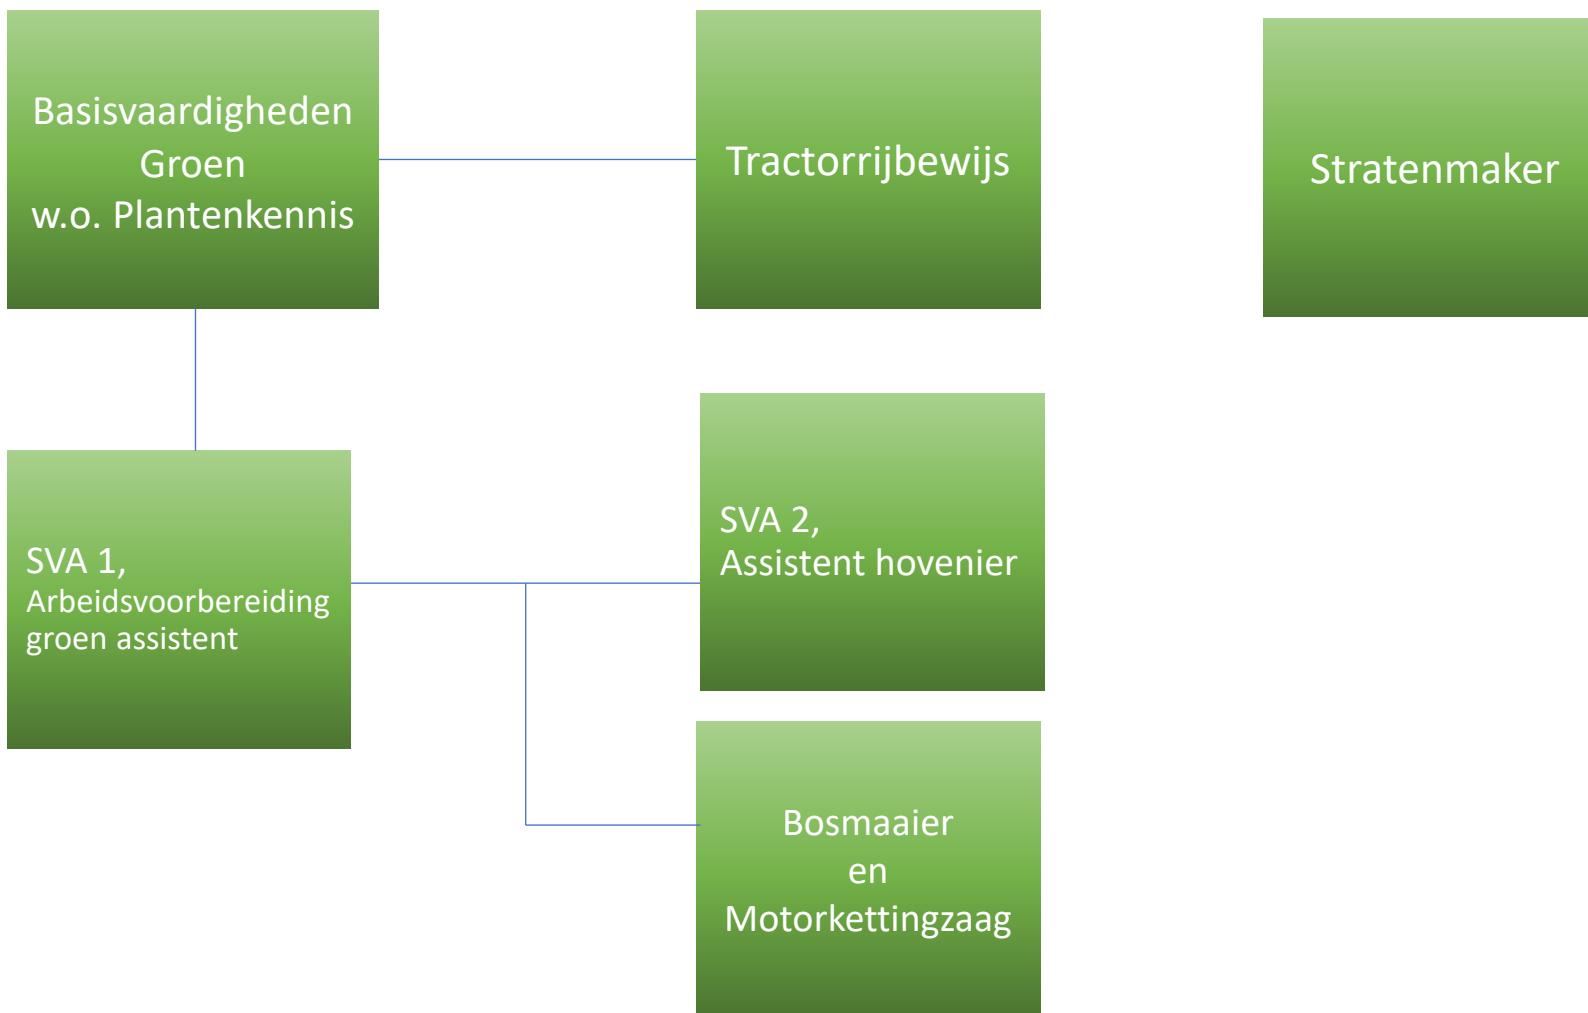 Basisvaardigheden
Groen
w.o. Plantenkennis
Tractorrijbewijs
Stratenmaker
SVA 1,
Arbeidsvoorbereiding
groen assistent
SVA 2,
Assistent hovenier
Bosmaaier
en
Motorkettingzaag